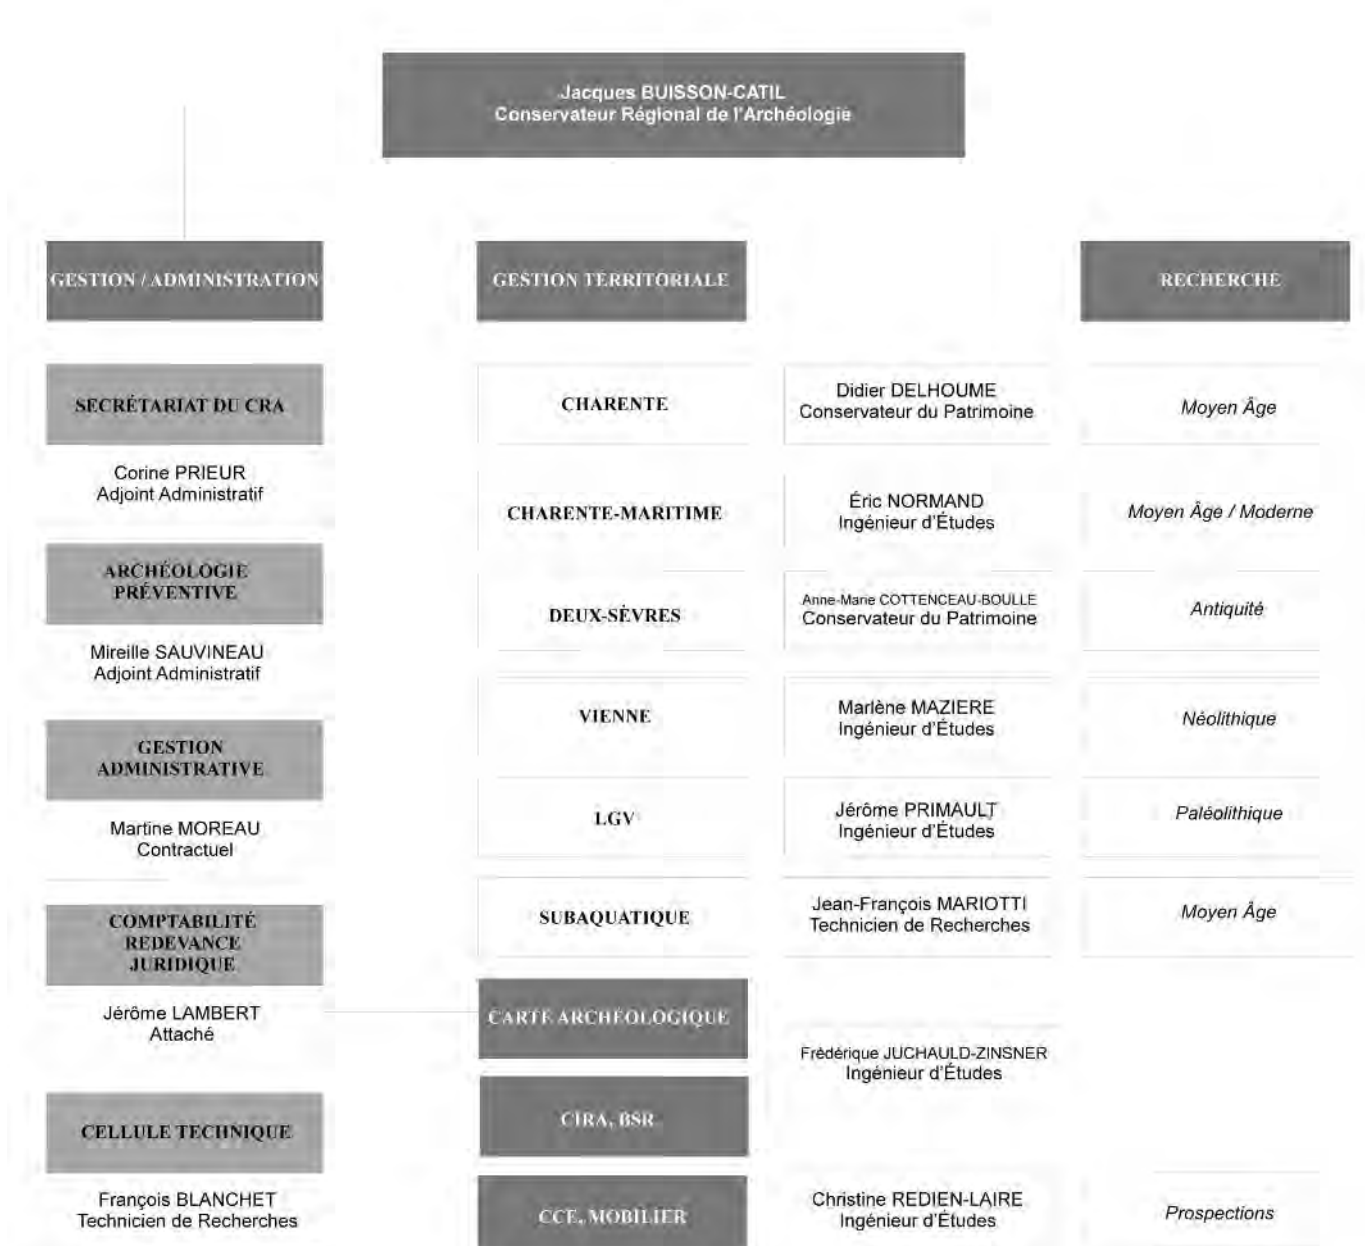 Jacques BUISSON-CATIL
Conservateur Régional de l'Archéologie
GESTION / ADMINISTRATION
GESTION TERRITORIALE
RECHERCHE
SECRÉTARIAT DU CRA
Corine PRIEUR
Adjoint Administratif
ARCHÉOLOGIE
PRÉVENTIVE
Mireille SAUVINEAU
Adjoint Administratif
GESTION
ADMINISTRATIVE
Martine MOREAU
Contractuel
COMPTABILITÉ
REDEVANCE
JURIDIQUE
Jérôme LAMBERT
Attaché
CELLULE TECHNIQUE
François BLANCHET
Technicien de Recherches
CHARENTE
Didier DELHOUME
Conservateur du Patrimoine
Moyen Âge
CHARENTE-MARITIME
Éric NORMAND
Ingénieur d'Études
Moyen Âge / Moderne
DEUX-SÈVRES
Anne-Marie COTTENCEAU-BOULLE
Conservateur du Patrimoine
Antiquité
VIENNE
Marlène MAZIERE
Ingénieur d'Études
Néolithique
LGV
Jérôme PRIMAULT
Ingénieur d'Études
Paléolithique
SUBAQUATIQUE
Jean-François MARIOTTI
Technicien de Recherches
Moyen Âge
CARTE ARCHÉOLOGIQUE
CIRA, BSR
Frédérique JUCHAULD-ZINSNER
Ingénieur d'Études
CCE, MOBILIER
Christine REDIEN-LAIRE
Ingénieur d'Études
Prospections